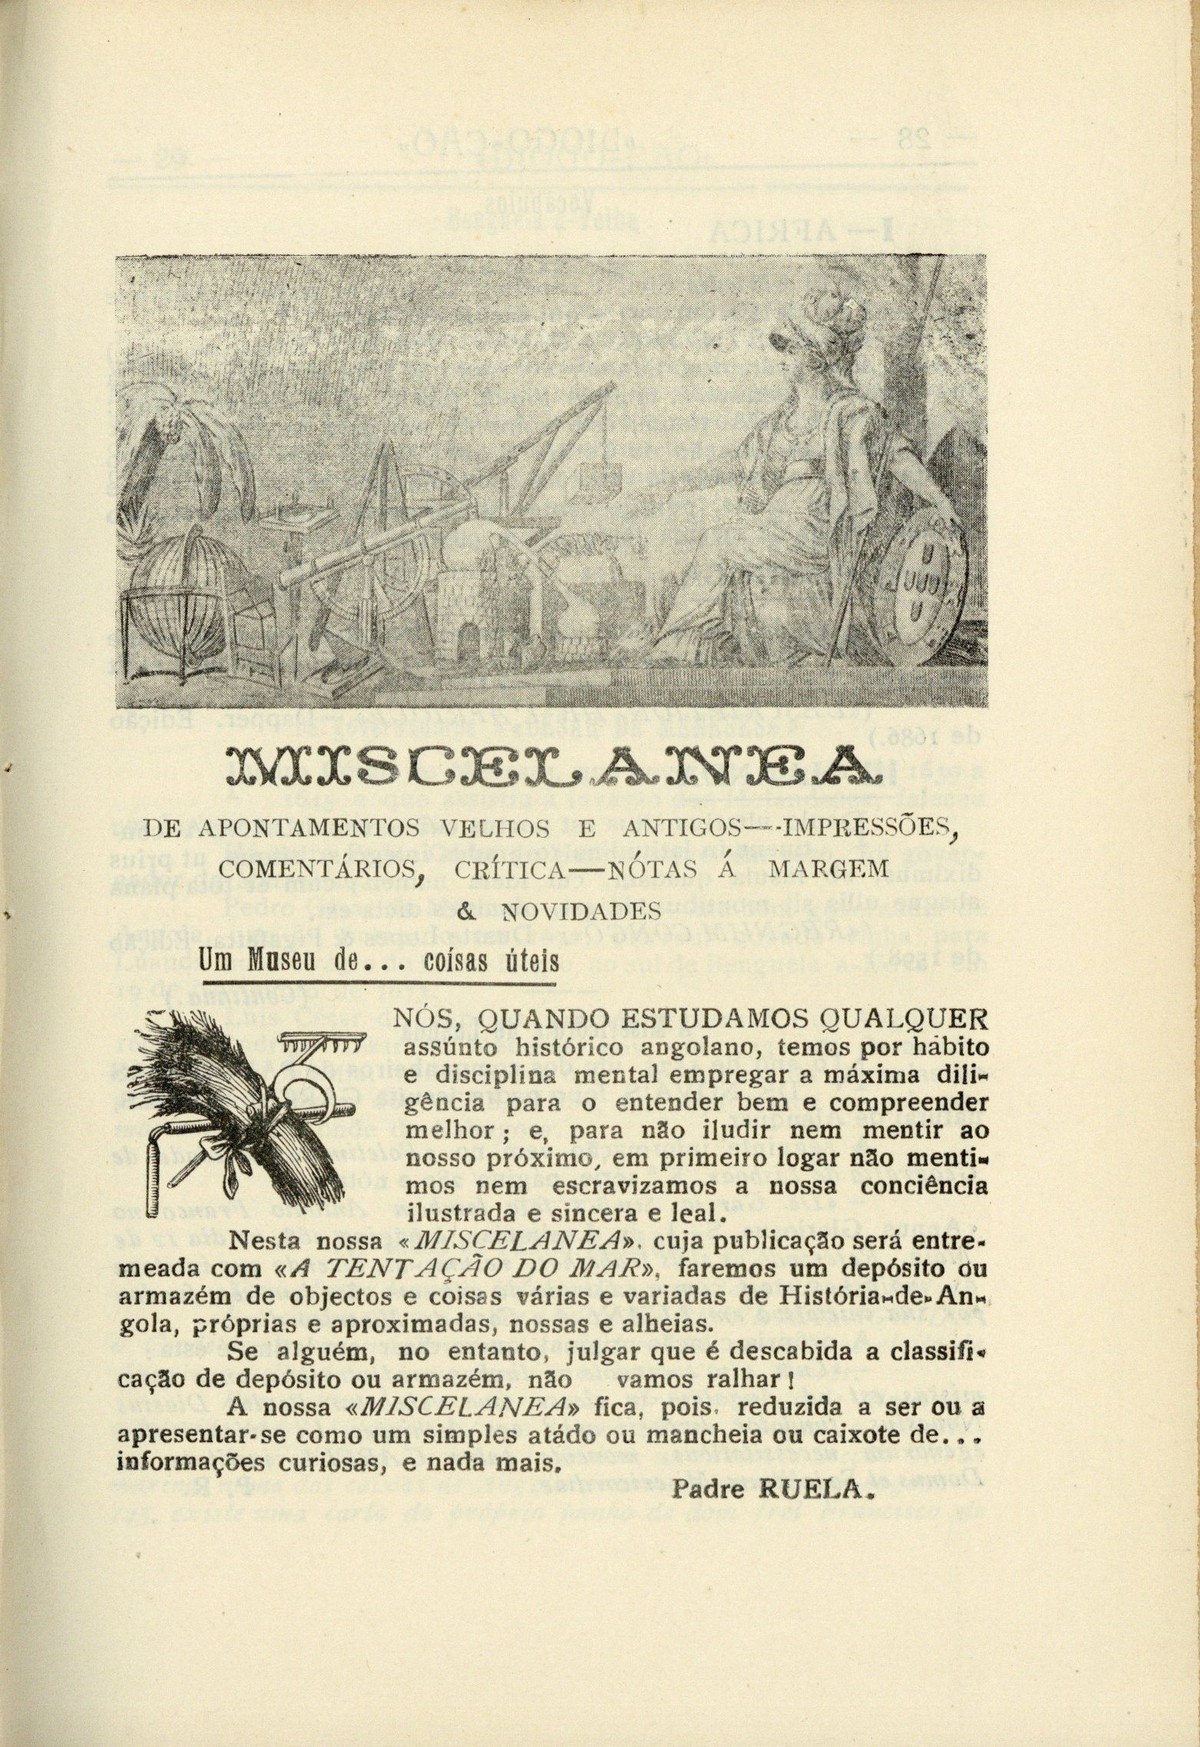 MISCELANEA
DE APONTAMENTOS VELHOS E ANTIGOS—-IMPRESSÕES,
COMENTÁRIOS, CRÍTICA—NÓTAS Á MARGEM
& NOVIDADES
Um Museu de... coísas úteis
NÓS, QUANDO ESTUDAMOS QUALQUER
assúnto histórico angolano, temos por hábito
e disciplina mental empregar a máxima dili-
gência para o entender bem e compreender
melhor; e, para não iludir nem mentir ao
nosso próximo, em primeiro logar não menti-
mos nem escravizamos a nossa conciência
ilustrada e sincera e leal.
Nesta nossa «MISCELANEA», cuja publicação será entre-
meada com «A TENTAÇÃO DO MAR», faremos um depósito ou
armazém de objectos e coisas várias e variadas de História-de-An-
gola, próprias e aproximadas, nossas e alheias.
Se alguém, no entanto, julgar que é descabida a classifi-
cação de depósito ou armazém, não vamos ralhar!
A nossa «MISCELANEA» fica, pois, reduzida a ser ou a
apresentar-se como um simples atádo ou mancheia ou caixote de...
informações curiosas, e nada mais.
Padre RUELA.